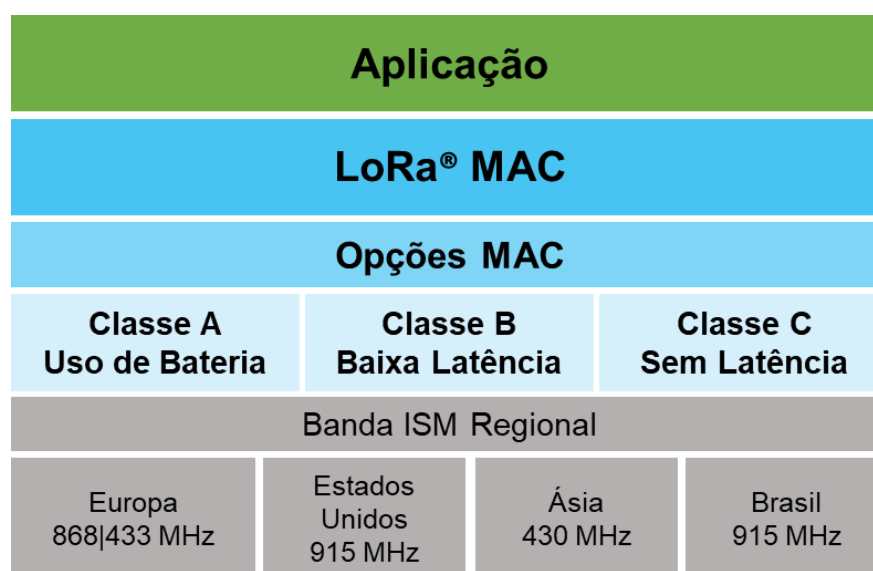 Aplicação
LoRa® MAC
Opções MAC
Classe A
Uso de Bateria
Classe B
Baixa Latência
Classe C
Sem Latência
Banda ISM Regional
Europa
868|433 MHz
Estados
Unidos
915 MHz
Ásia
430 MHz
Brasil
915 MHz